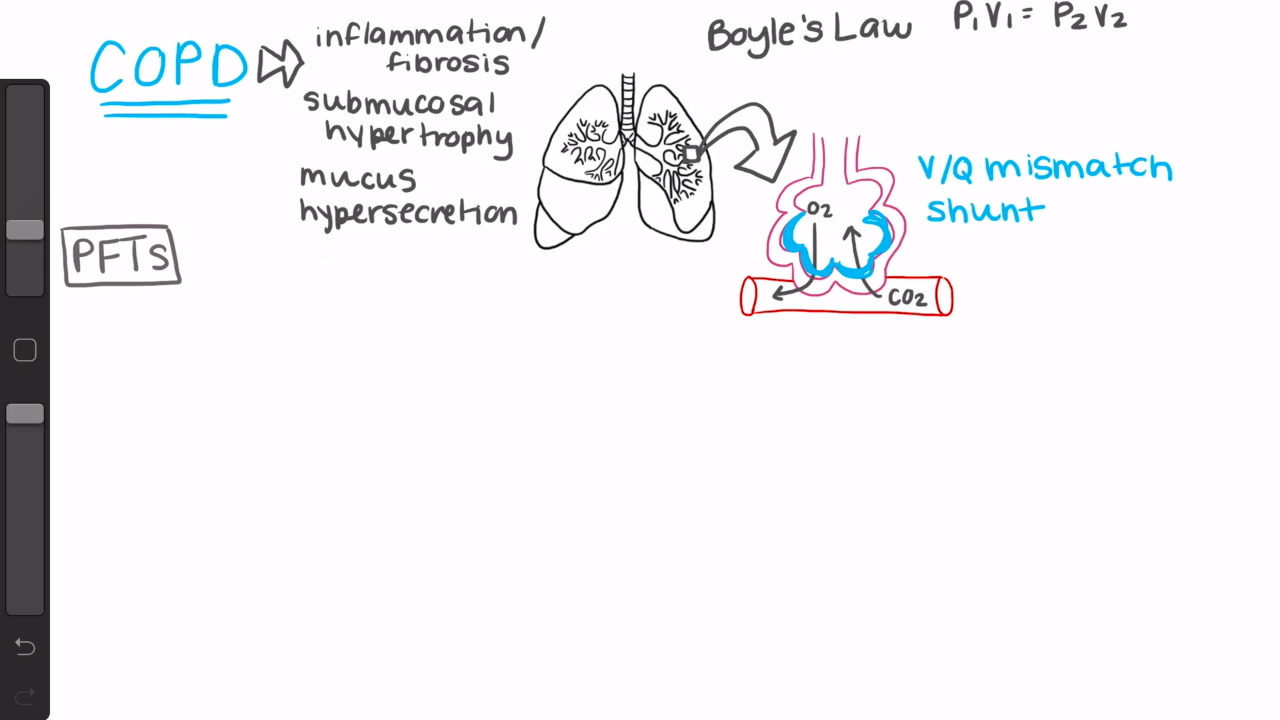 COPD
inflammation/
fibrosis
submucosal
hypertrophy
mucus
hypersecretion
Boyle's Law P₁V₁ = P₂V₂
V/Q mismatch
shunt
O₂
CO₂
PFTs